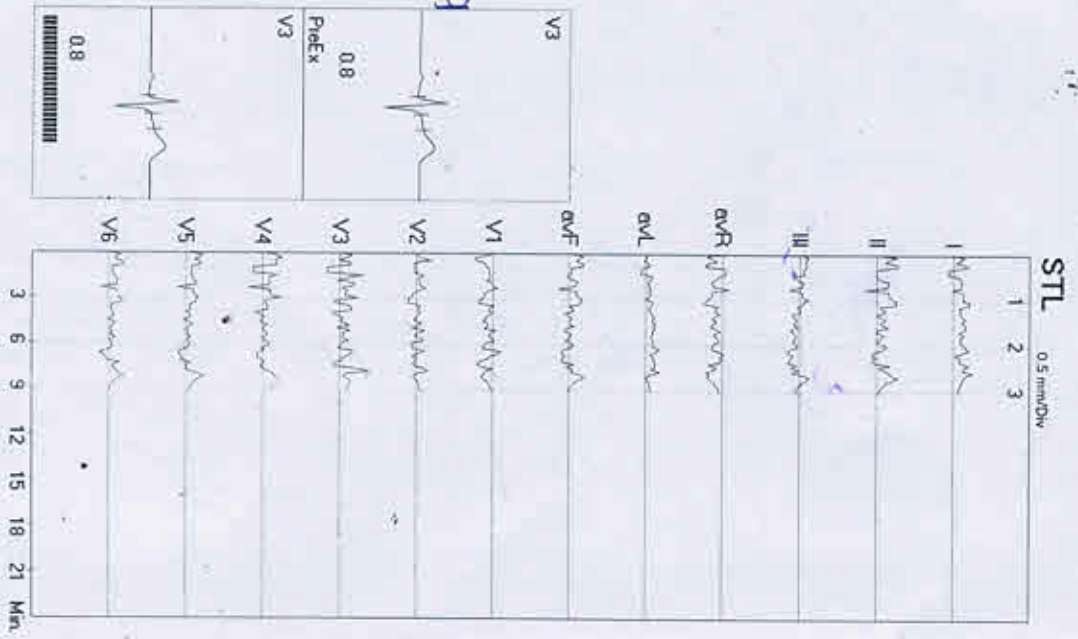 V3
0.8
PreEx
V3
0.8
STL 0.5 mm/Div
1 2 3
I
II
III
avR
avL
avF
V1
V2
V3
V4
V5
V6
3 6 9 12 15 18 21 Min.